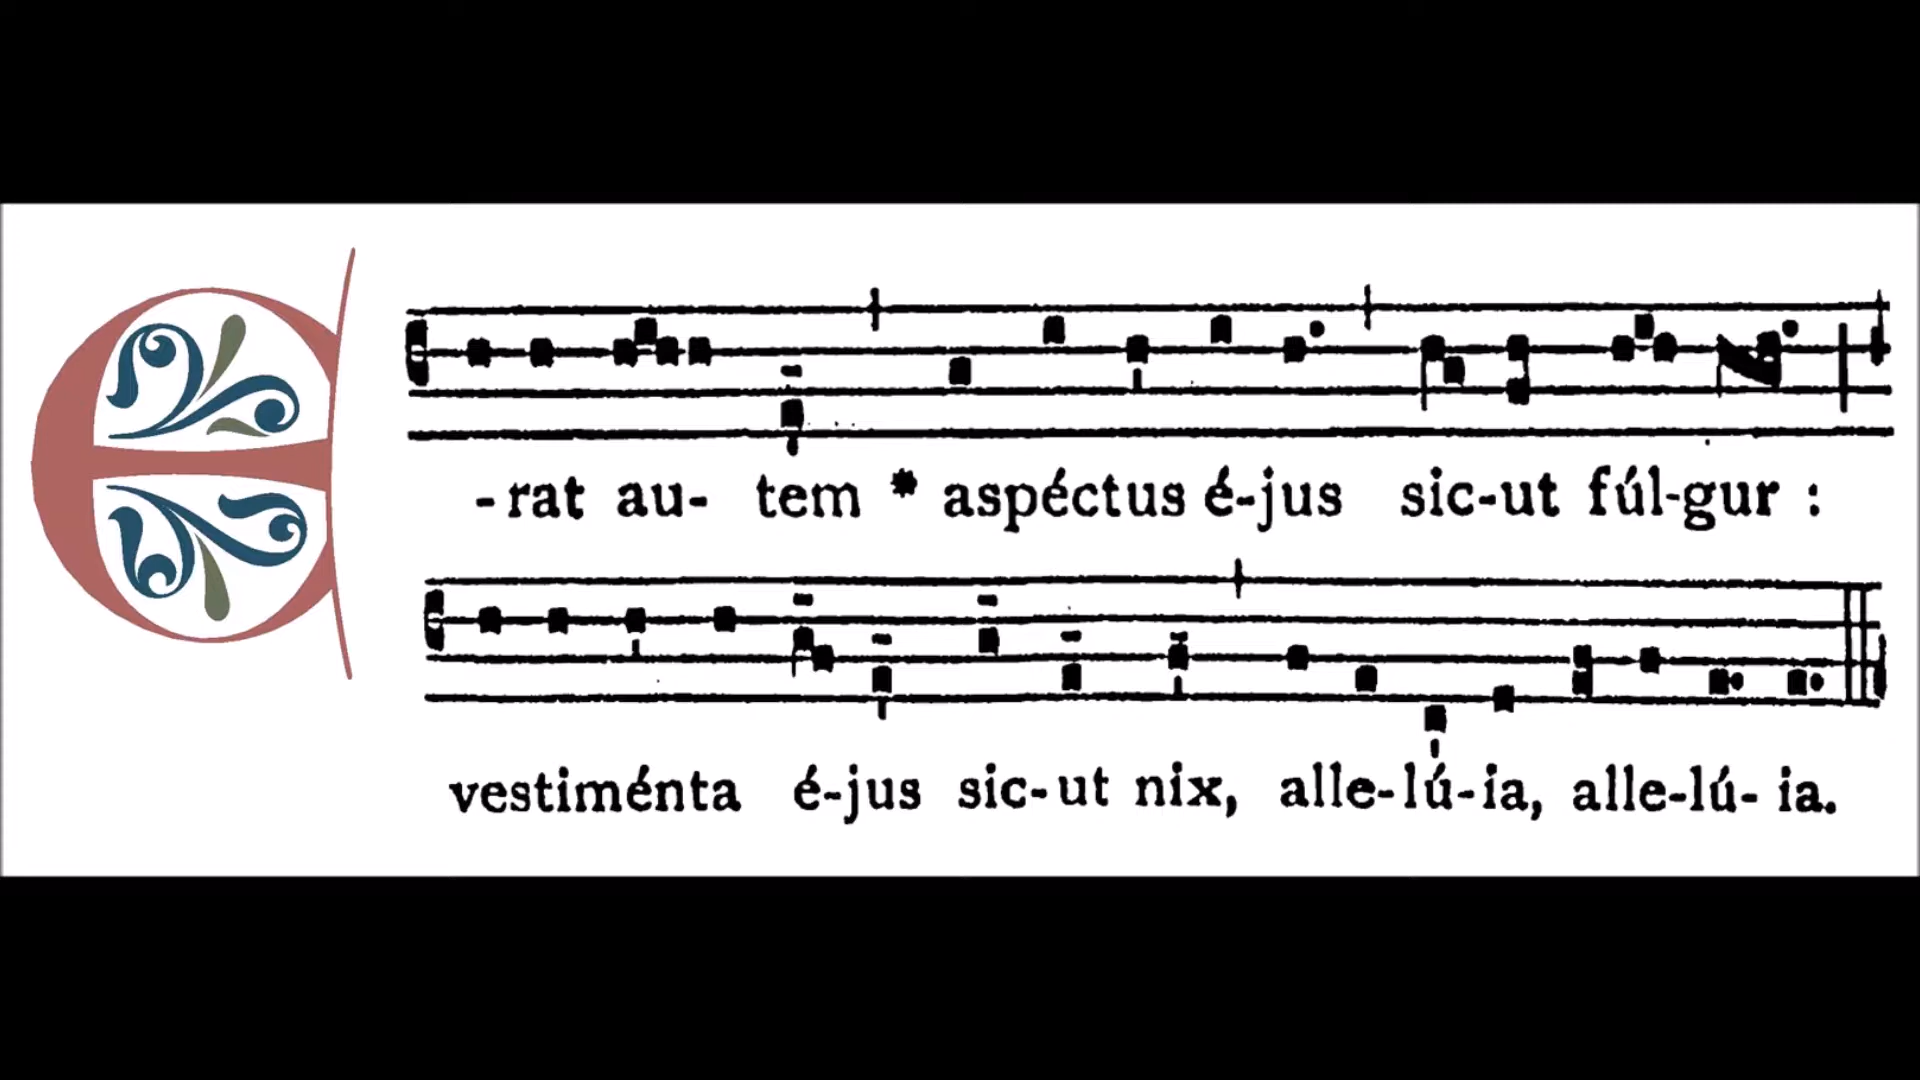 E-rat au- tem * aspéctus é-jus sic-ut fúl-gur :
vestiménta é-jus sic-ut nix, alle-lú-ia, alle-lú- ia.